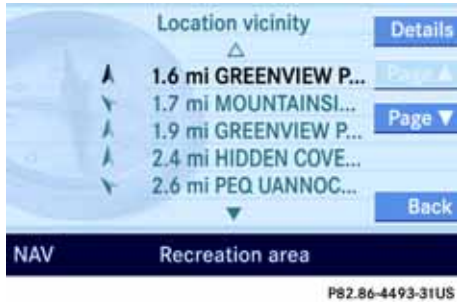 Location vicinity
Details
1.6 mi GREENVIEW P...
Page ▲
1.7 mi MOUNTAINSI...
1.9 mi GREENVIEW P...
Page ▼
2.4 mi HIDDEN COVE...
2.6 mi PEQ UANNOC...
Back
NAV
Recreation area
P82.86-4493-31US